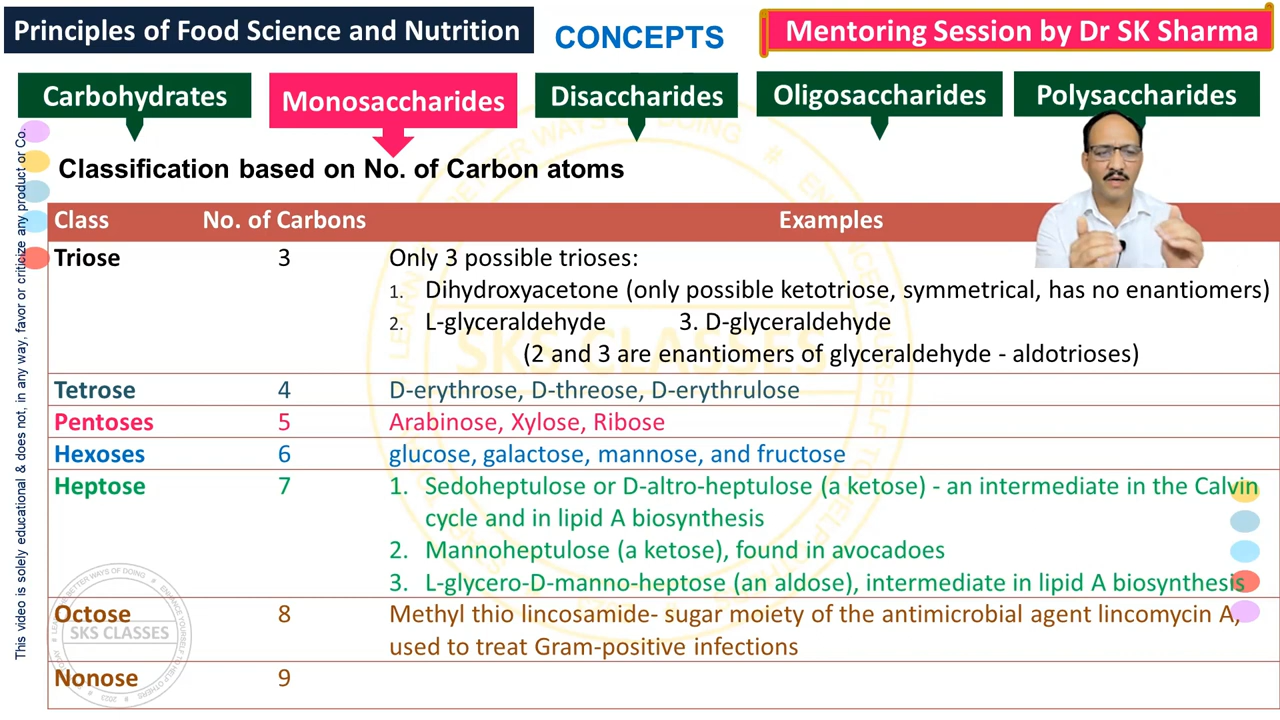 Principles of Food Science and Nutrition
CONCEPTS
Mentoring Session by Dr SK Sharma
Carbohydrates
Monosaccharides
Disaccharides
Oligosaccharides
Polysaccharides
Classification based on No. of Carbon atoms
Class No. of Carbons Examples
Triose 3 Only 3 possible trioses:
1. Dihydroxyacetone (only possible ketotriose, symmetrical, has no enantiomers)
2. L-glyceraldehyde 3. D-glyceraldehyde
(2 and 3 are enantiomers of glyceraldehyde - aldotrioses)
Tetrose 4 D-erythrose, D-threose, D-erythrulose
Pentoses 5 Arabinose, Xylose, Ribose
Hexoses 6 glucose, galactose, mannose, and fructose
Heptose 7 1. Sedoheptulose or D-altro-heptulose (a ketose) - an intermediate in the Calvin
cycle and in lipid A biosynthesis
2. Mannoheptulose (a ketose), found in avocadoes
3. L-glycero-D-manno-heptose (an aldose), intermediate in lipid A biosynthesis
Octose 8 Methyl thio lincosamide- sugar moiety of the antimicrobial agent lincomycin A,
used to treat Gram-positive infections
Nonose 9
This video is solely educational & does not, in any way, favor or criticize any product or Co.
SKS CLASSES
SKS CLASSES